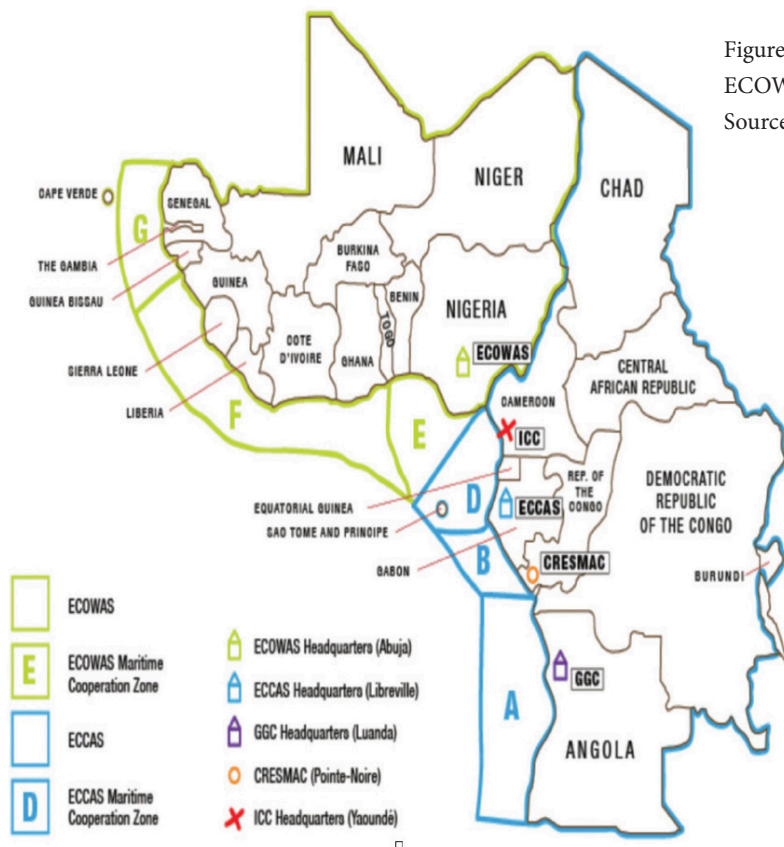 Figure
ECOW
Source
MALI
NIGER
CHAD
CAPE VERDE
SENEGAL
G
THE GAMBIA
BURKINA
FASO
GUINEA
BENIN
NIGERIA
GUINEA BISSAU
TOGO
COTE
D'IVOIRE
GHANA
ECOWAS
CENTRAL
AFRICAN REPUBLIC
SIERRA LEONE
CAMEROON
LIBERIA
F
E
ICC
REP. OF
THE
CONGO
DEMOCRATIC
REPUBLIC
OF THE CONGO
EQUATORIAL GUINEA
D
ECCAS
SAO TOME AND PRINCIPE
B
CRESMAC
GABON
BURUNDI
ECOWAS
E
ECOWAS Maritime
Cooperation Zone
ECCAS
D
ECCAS Maritime
Cooperation Zone
ECOWAS Headquarters (Abuja)
ECCAS Headquarters (Libreville)
GGC Headquarters (Luanda)
CRESMAC (Pointe-Noire)
ICC Headquarters (Yaoundé)
A
GGC
ANGOLA